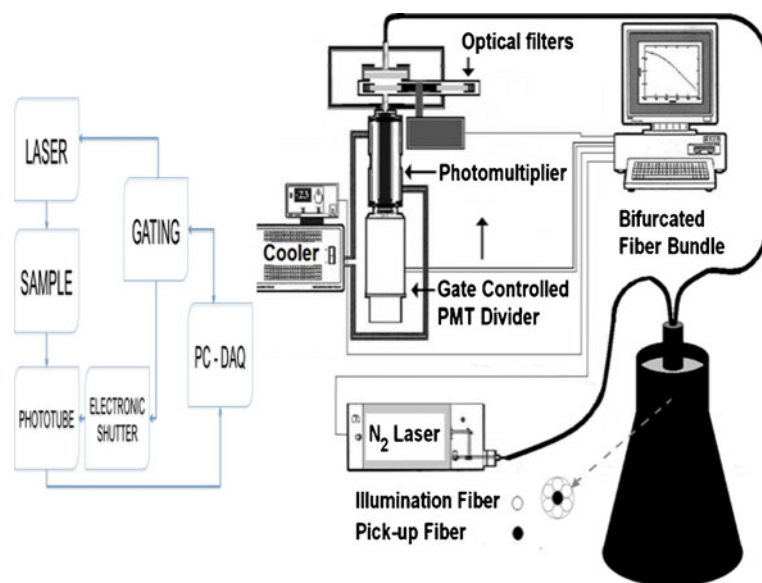 LASER
SAMPLE
PHOTOTUBE
GATING
ELECTRONIC
SHUTTER
PC - DAQ
Optical filters
Photomultiplier
Cooler
Gate Controlled
PMT Divider
Bifurcated
Fiber Bundle
N₂ Laser
Illumination Fiber
Pick-up Fiber